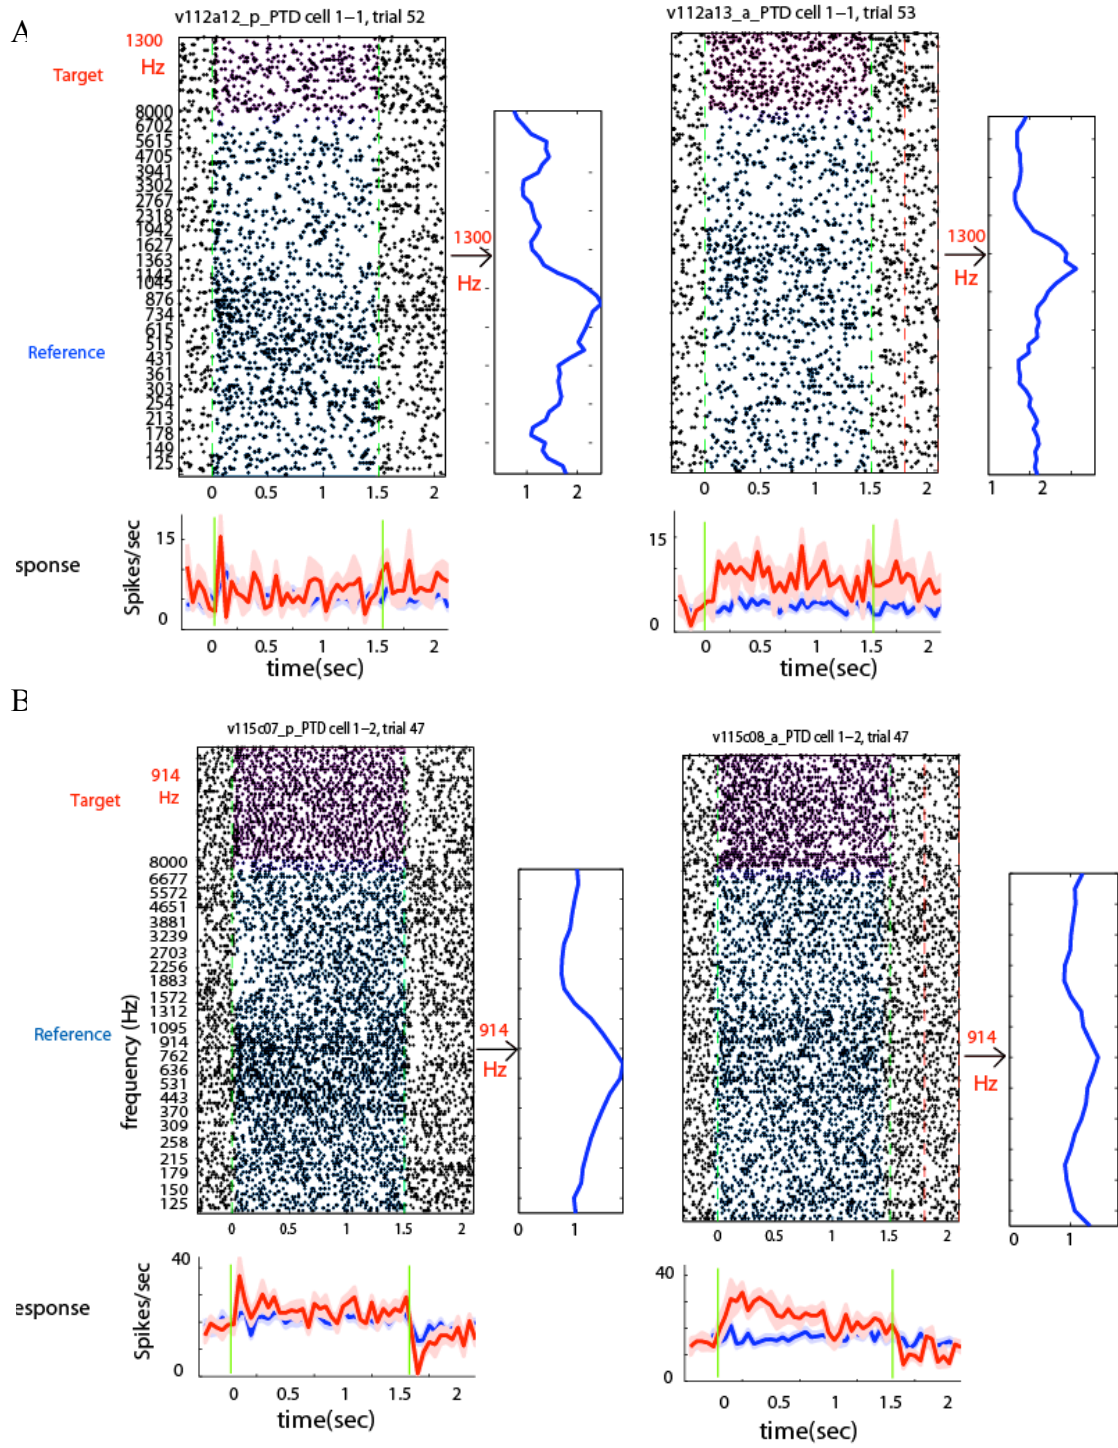 A
v112a12_p_PTD cell 1−1, trial 52
v112a13_a_PTD cell 1−1, trial 53
1300
Hz
Target
8000
6702
5615
4705
3941
3302
2767
2318
1942
1627
1363
1142
1045
876
734
615
515
431
361
303
254
213
178
149
125
Reference
1300
Hz
1300
Hz
0 0.5 1 1.5 2
1 2
0 0.5 1 1.5 2
1 2
sponse
Spikes/sec
15
0
0 0.5 1 1.5 2
time(sec)
15
0
0 0.5 1 1.5 2
time(sec)
B
v115c07_p_PTD cell 1−2, trial 47
v115c08_a_PTD cell 1−2, trial 47
914
Hz
Target
8000
6677
5572
4651
3881
3239
2703
2256
1883
1572
1312
1095
914
762
636
531
443
370
309
258
215
179
150
125
Reference
frequency (Hz)
914
Hz
914
Hz
0 0.5 1 1.5 2
0 1
0 0.5 1 1.5 2
0 1
esponse
Spikes/sec
40
0
0 0.5 1 1.5 2
time(sec)
40
0
0 0.5 1 1.5 2
time(sec)